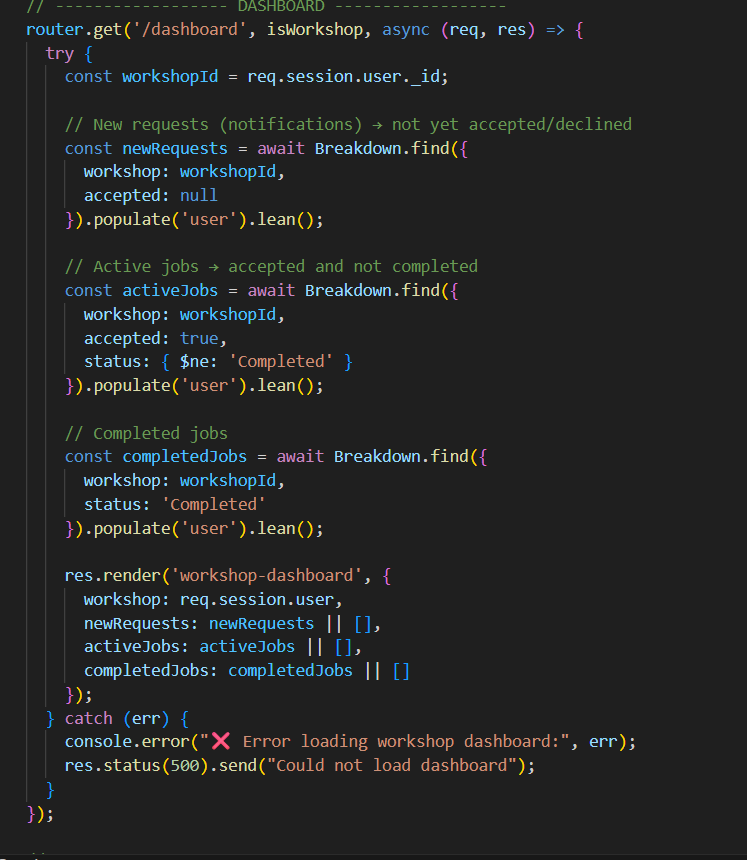 // ------------------ DASHBOARD ------------------
router.get('/dashboard', isWorkshop, async (req, res) => {
  try {
    const workshopId = req.session.user._id;

    // New requests (notifications) → not yet accepted/declined
    const newRequests = await Breakdown.find({
      workshop: workshopId,
      accepted: null
    }).populate('user').lean();

    // Active jobs → accepted and not completed
    const activeJobs = await Breakdown.find({
      workshop: workshopId,
      accepted: true,
      status: { $ne: 'Completed' }
    }).populate('user').lean();

    // Completed jobs
    const completedJobs = await Breakdown.find({
      workshop: workshopId,
      status: 'Completed'
    }).populate('user').lean();

    res.render('workshop-dashboard', {
      workshop: req.session.user,
      newRequests: newRequests || [],
      activeJobs: activeJobs || [],
      completedJobs: completedJobs || []
    });
  } catch (err) {
    console.error("❌ Error loading workshop dashboard:", err);
    res.status(500).send("Could not load dashboard");
  }
});